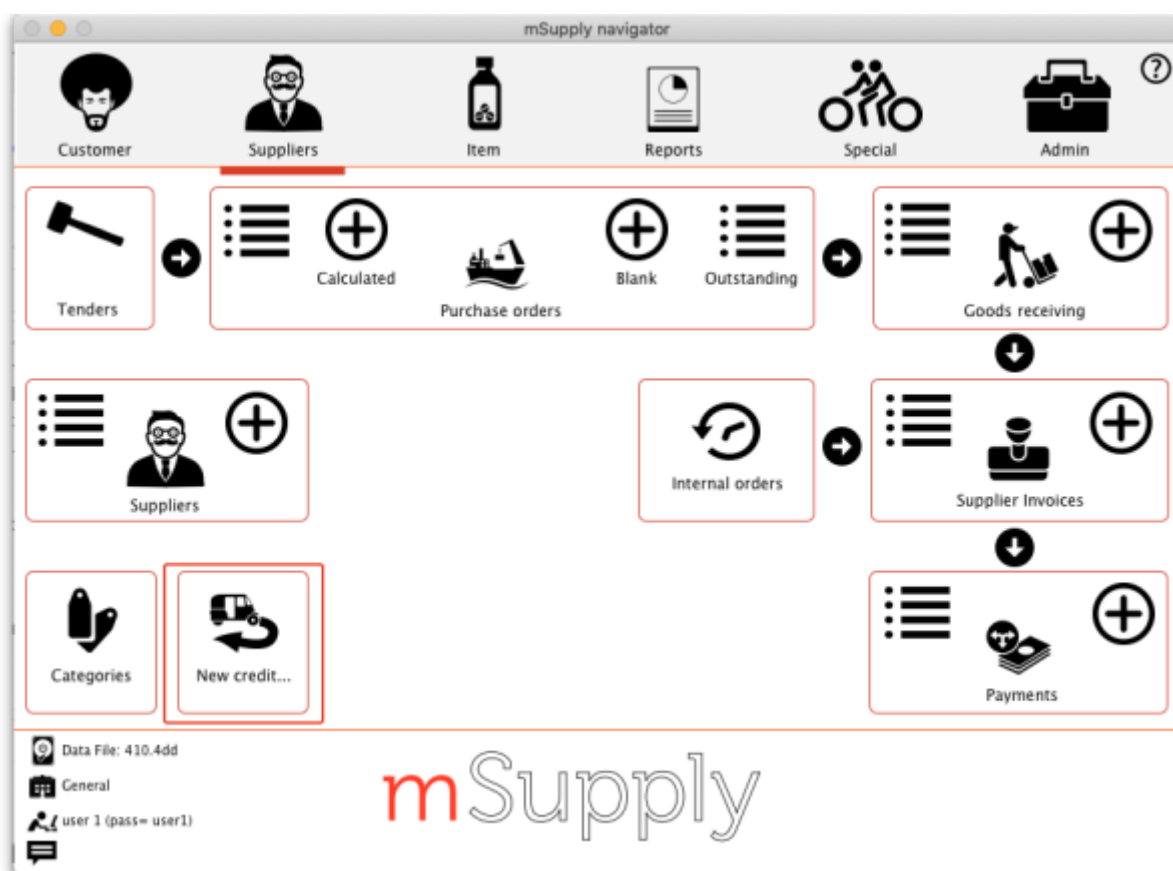 mSupply navigator
Customer
Suppliers
Item
Reports
Special
Admin
?
Tenders
Calculated
Blank
Outstanding
Purchase orders
Goods receiving
Suppliers
Internal orders
Supplier Invoices
Categories
New credit...
Payments
Data File: 410.4dd
General
user 1 (pass= user1)
mSupply